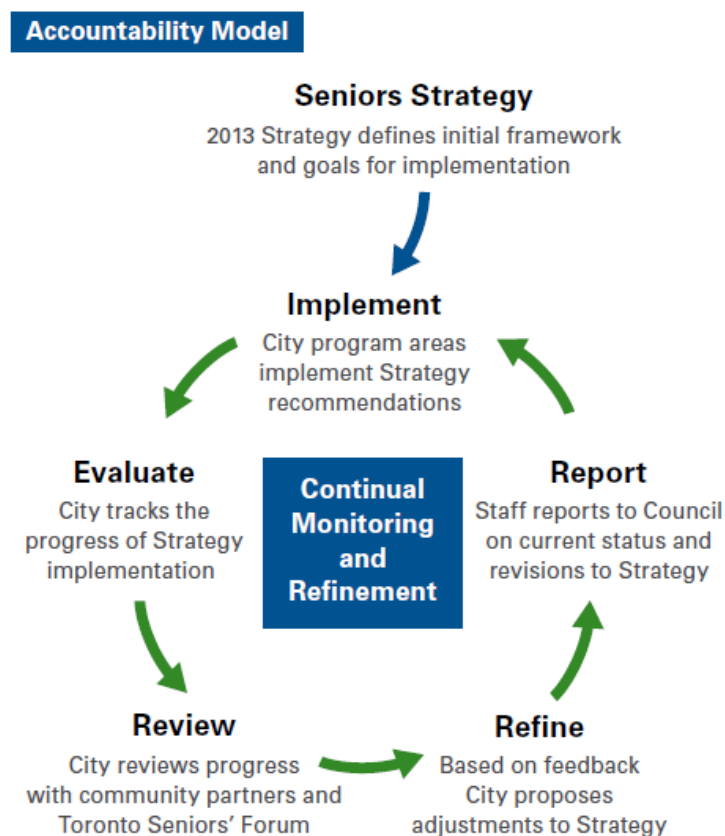 Accountability Model
Seniors Strategy
2013 Strategy defines initial framework
and goals for implementation
Implement
City program areas
implement Strategy
recommendations
Evaluate
City tracks the
progress of Strategy
implementation
Continual
Monitoring
and
Refinement
Report
Staff reports to Council
on current status and
revisions to Strategy
Review
City reviews progress
with community partners and
Toronto Seniors' Forum
Refine
Based on feedback
City proposes
adjustments to Strategy